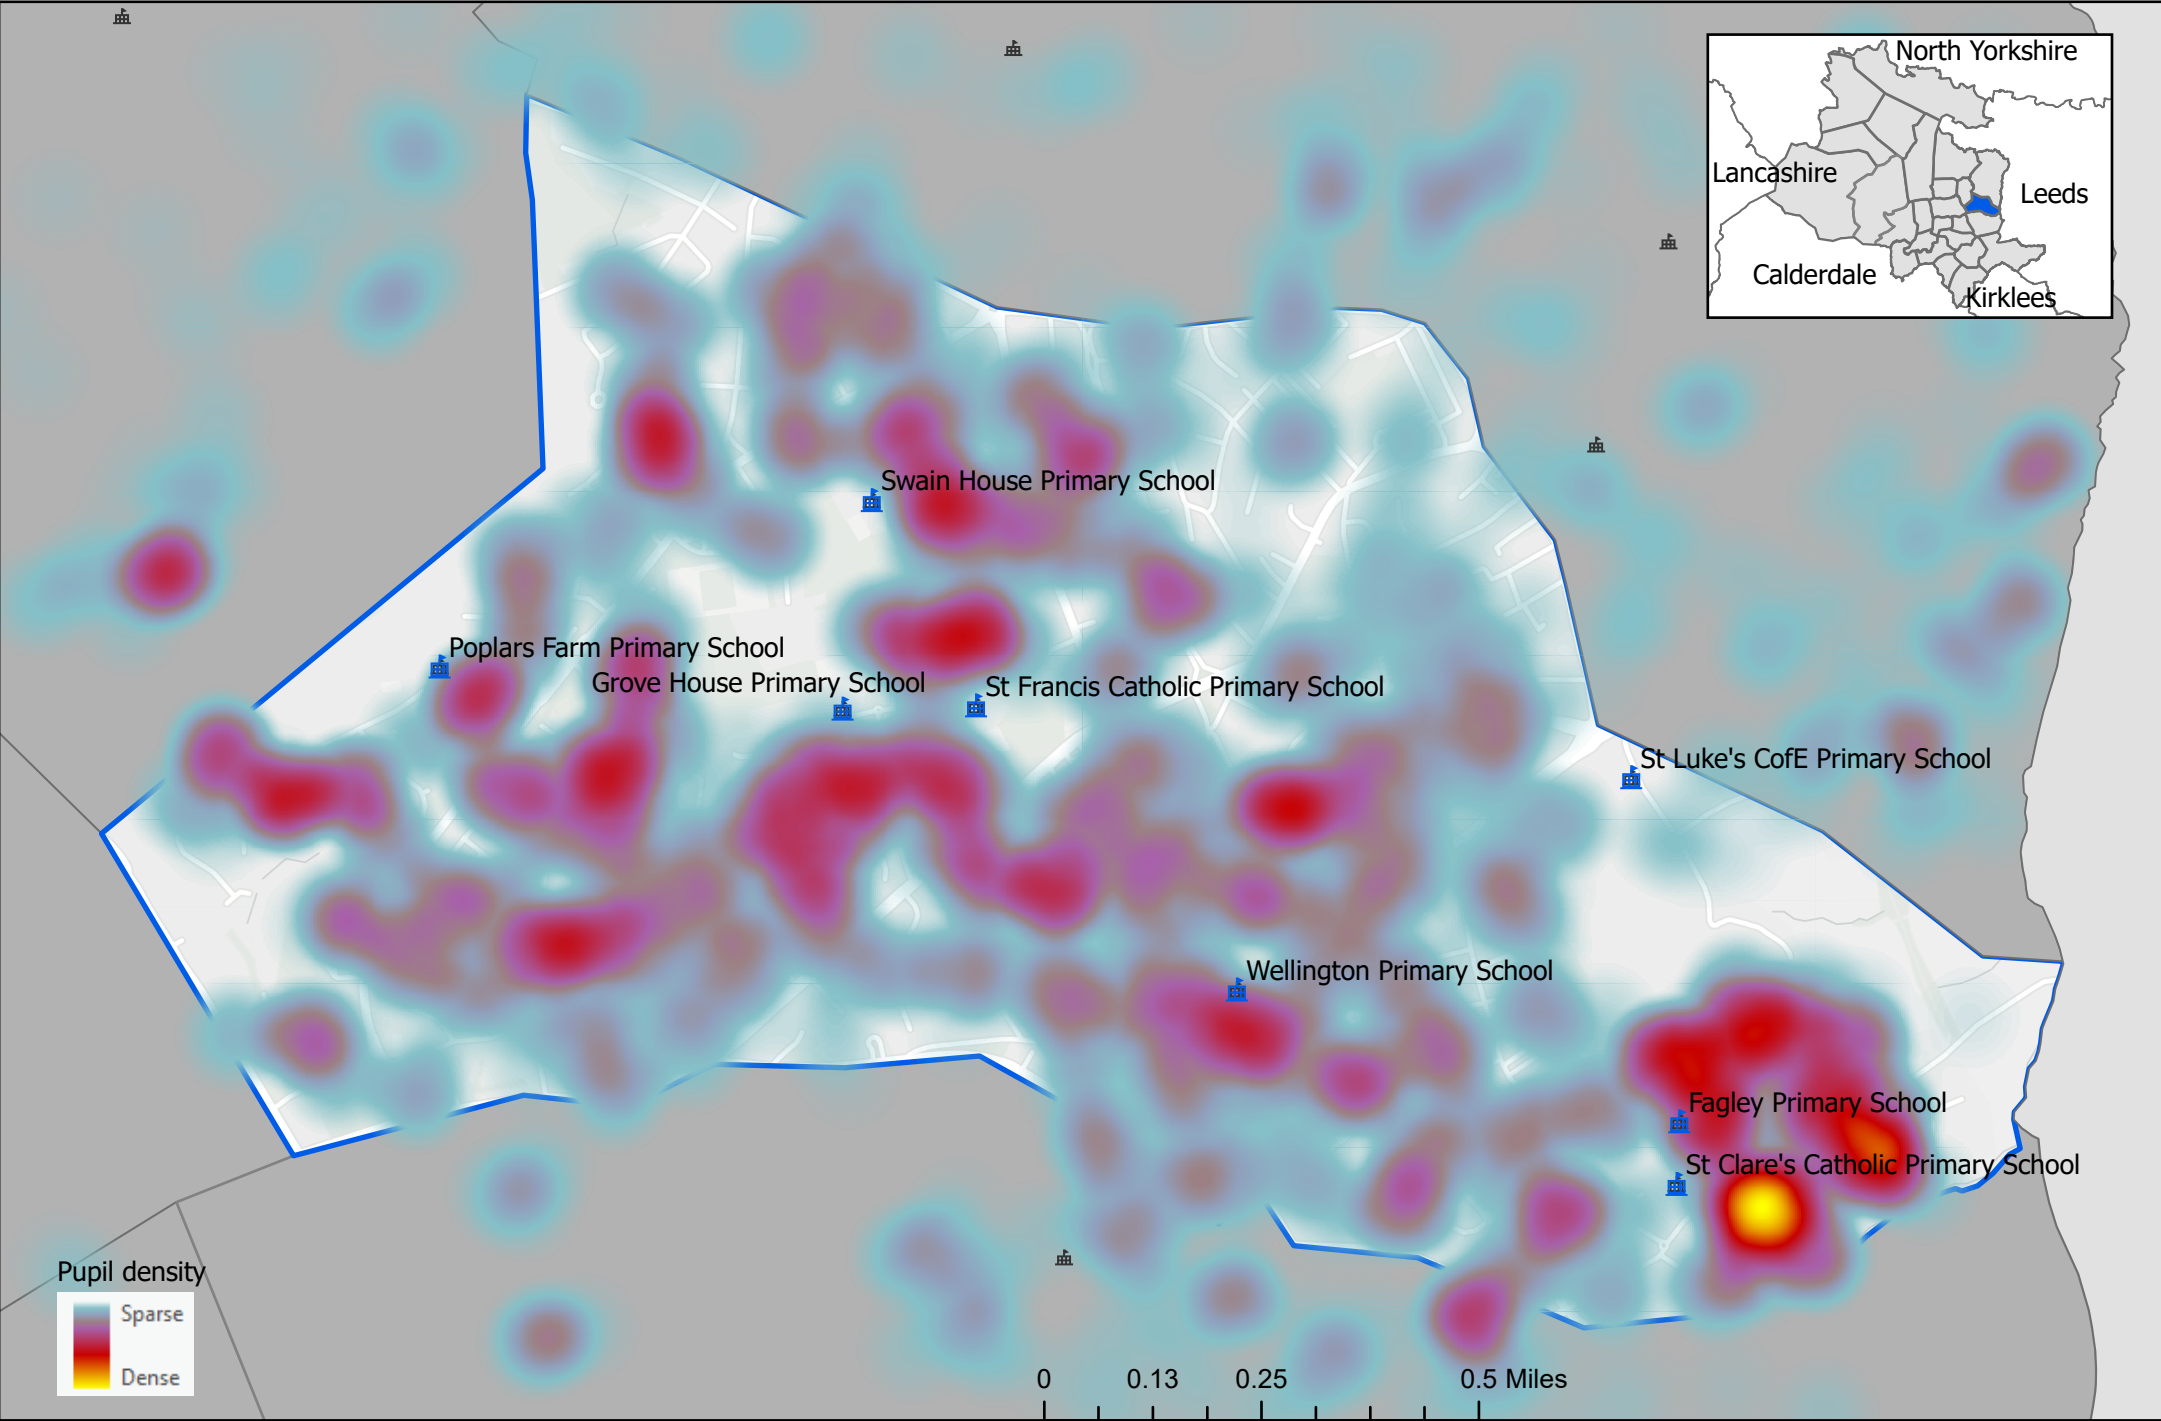 North Yorkshire
Lancashire
Leeds
Calderdale
Kirklees
Swain House Primary School
Poplars Farm Primary School
Grove House Primary School
St Francis Catholic Primary School
St Luke's CofE Primary School
Wellington Primary School
Fagley Primary School
St Clare's Catholic Primary School
Pupil density
Sparse
Dense
0 0.13 0.25 0.5 Miles